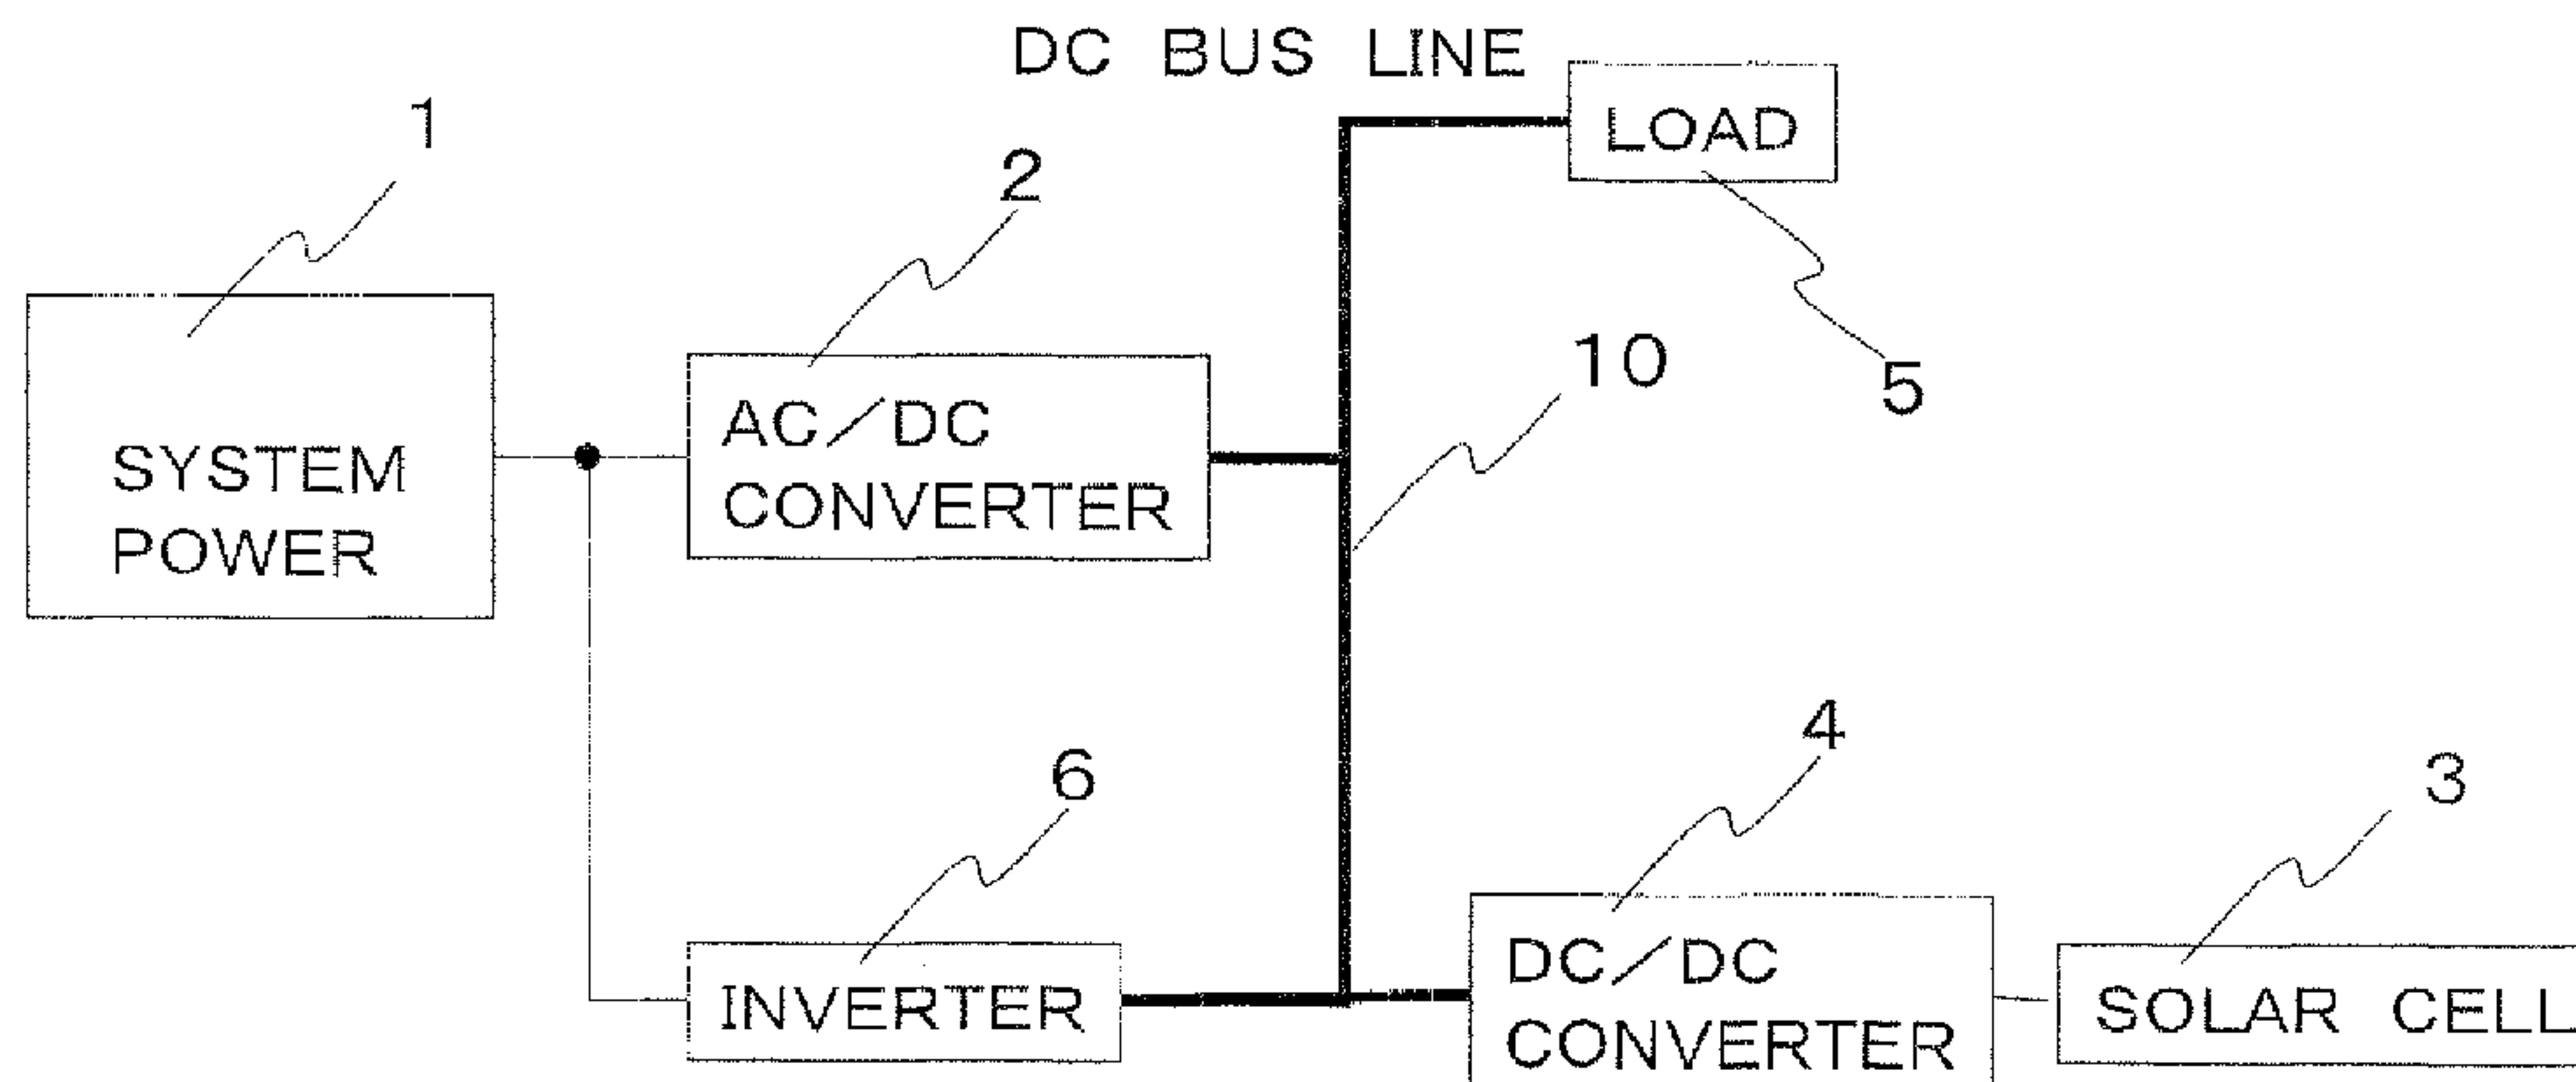 DC BUS LINE
LOAD
1
2
AC/DC
CONVERTER
10
5
SYSTEM
POWER
6
4
3
INVERTER
DC/DC
CONVERTER
SOLAR CELL